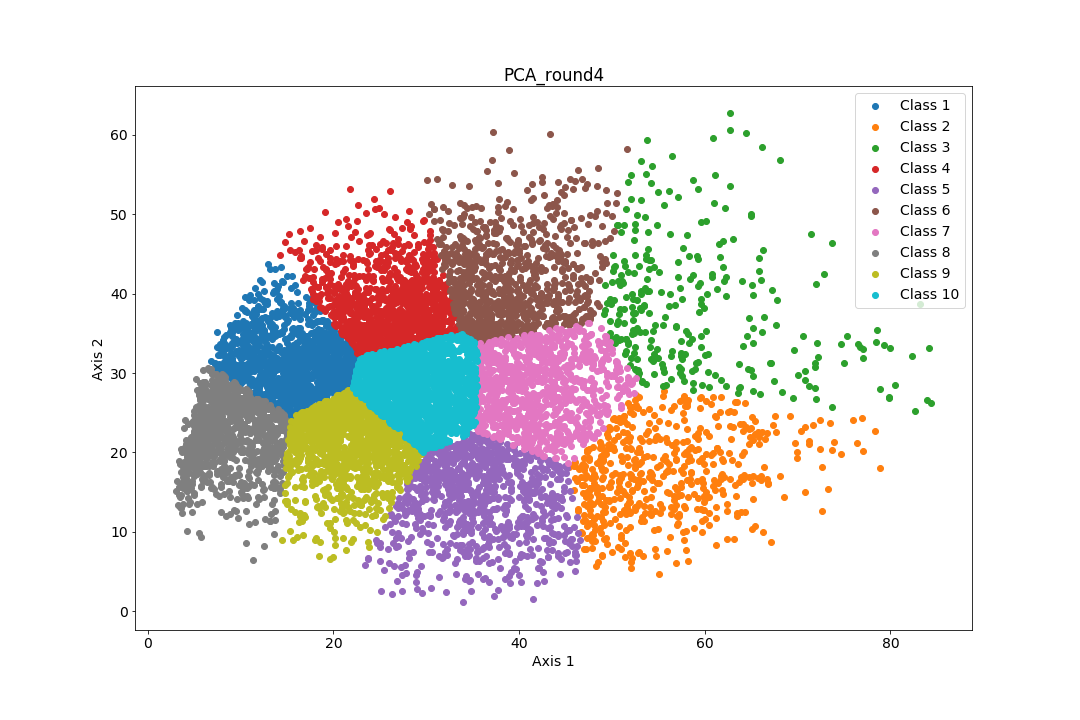 PCA_round4
Class 1
Class 2
Class 3
Class 4
Class 5
Class 6
Class 7
Class 8
Class 9
Class 10
60
50
40
30
20
10
0
Axis 2
0
20
40
60
80
Axis 1